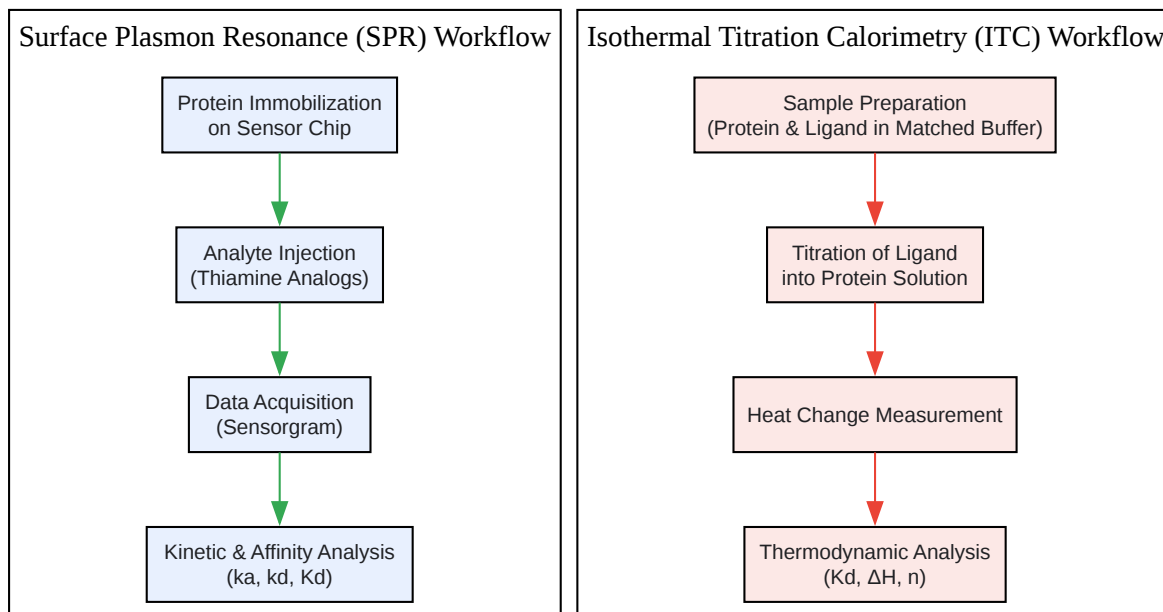 Surface Plasmon Resonance (SPR) Workflow
Protein Immobilization
on Sensor Chip
Analyte Injection
(Thiamine Analogs)
Data Acquisition
(Sensorgram)
Kinetic & Affinity Analysis
(ka, kd, Kd)
Isothermal Titration Calorimetry (ITC) Workflow
Sample Preparation
(Protein & Ligand in Matched Buffer)
Titration of Ligand
into Protein Solution
Heat Change Measurement
Thermodynamic Analysis
(Kd, ΔH, n)